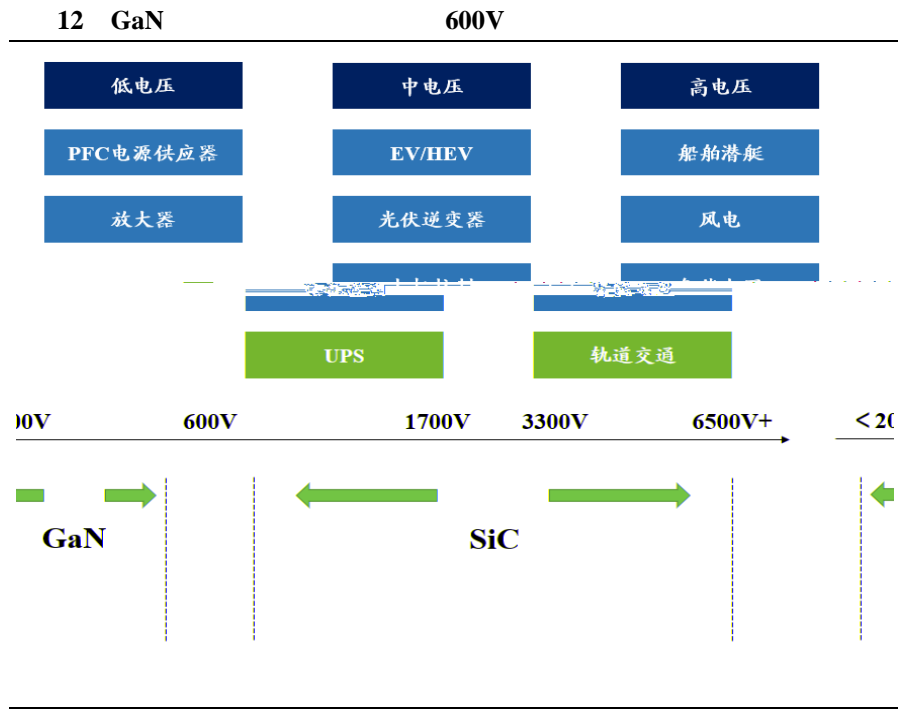 12 GaN 600V
低电压 中电压 高电压
PFC电源供应器 EV/HEV 船舶潜艇
放大器 光伏逆变器 风电
UPS 轨道交通
00V 600V 1700V 3300V 6500V+ ＜20
GaN SiC